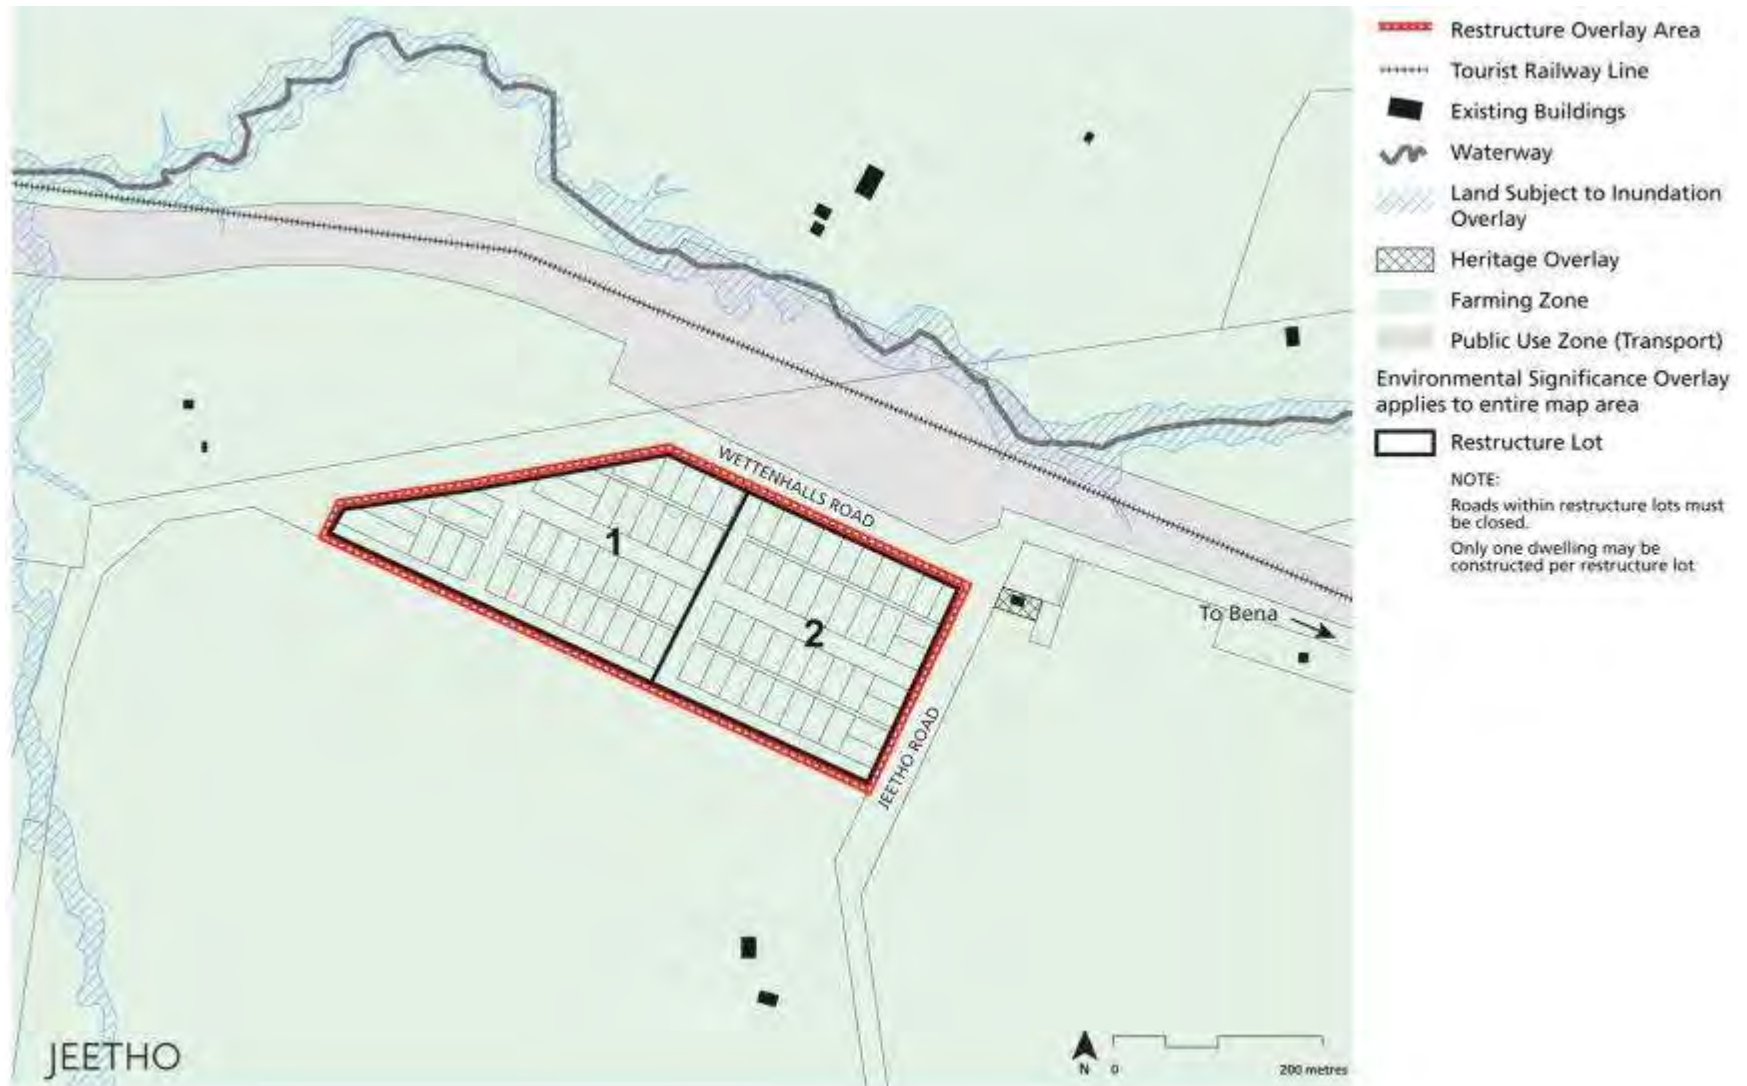 Restructure Overlay Area
Tourist Railway Line
Existing Buildings
Waterway
Land Subject to Inundation
Overlay
Heritage Overlay
Farming Zone
Public Use Zone (Transport)
Environmental Significance Overlay
applies to entire map area
Restructure Lot
NOTE:
Roads within restructure lots must
be closed.
Only one dwelling may be
constructed per restructure lot
WETTENHALLS ROAD
1
2
To Bena
JEETHO ROAD
JEETHO
N
0
200 metres